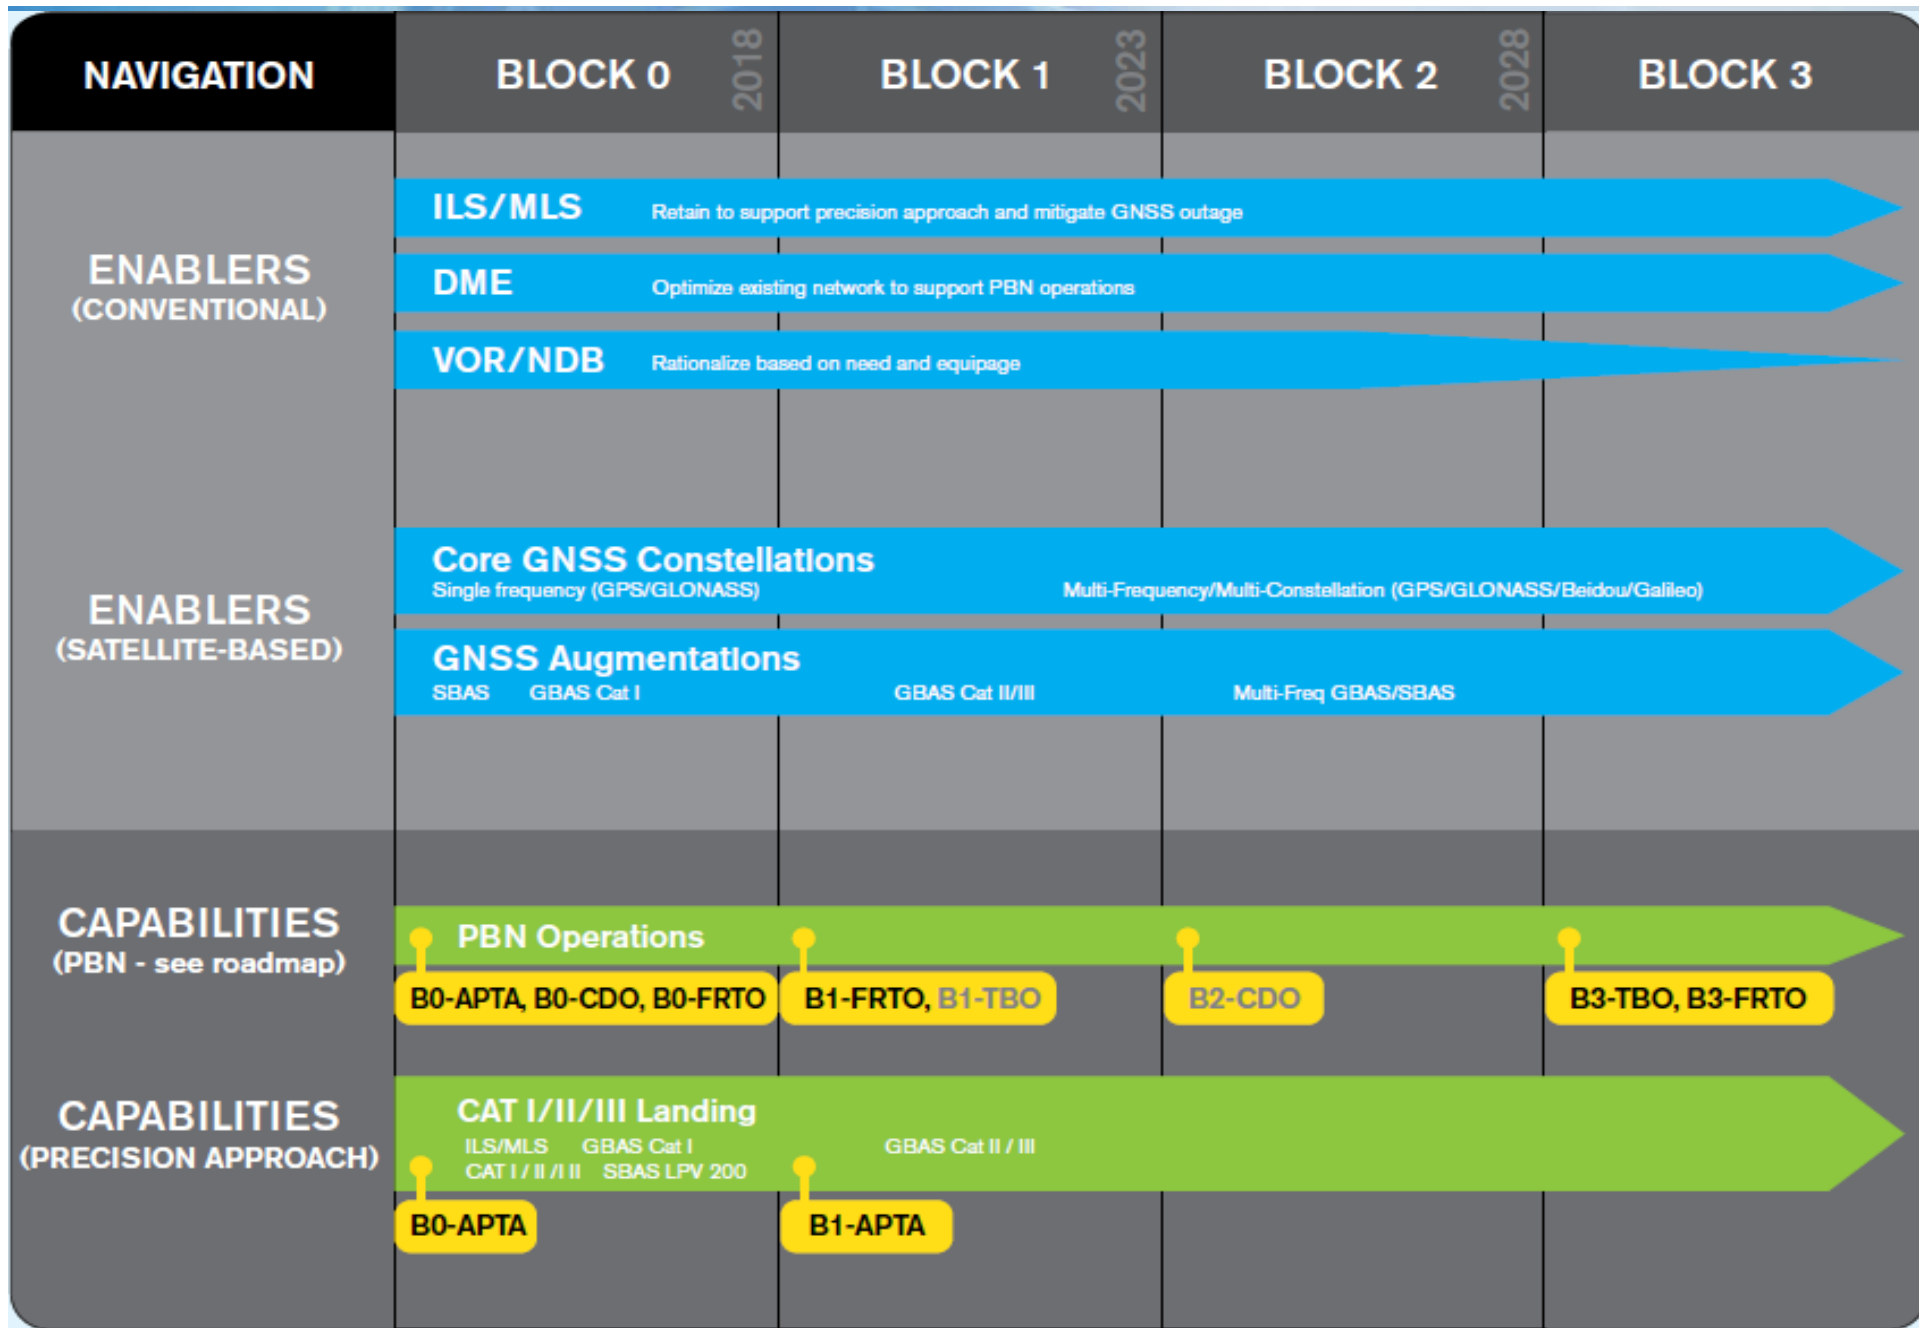 NAVIGATION
BLOCK 0
2018
BLOCK 1
2023
BLOCK 2
2028
BLOCK 3
ENABLERS
(CONVENTIONAL)
ILS/MLS Retain to support precision approach and mitigate GNSS outage
DME Optimize existing network to support PBN operations
VOR/NDB Rationalize based on need and equipage
ENABLERS
(SATELLITE-BASED)
Core GNSS Constellations
Single frequency (GPS/GLONASS) Multi-Frequency/Multi-Constellation (GPS/GLONASS/Beidou/Galileo)
GNSS Augmentations
SBAS GBAS Cat I GBAS Cat II/III Multi-Freq GBAS/SBAS
CAPABILITIES
(PBN - see roadmap)
PBN Operations
B0-APTA, B0-CDO, B0-FRTO B1-FRTO, B1-TBO B2-CDO B3-TBO, B3-FRTO
CAPABILITIES
(PRECISION APPROACH)
CAT I/II/III Landing
ILS/MLS GBAS Cat I GBAS Cat II / III
CAT I / II /I II SBAS LPV 200
B0-APTA B1-APTA